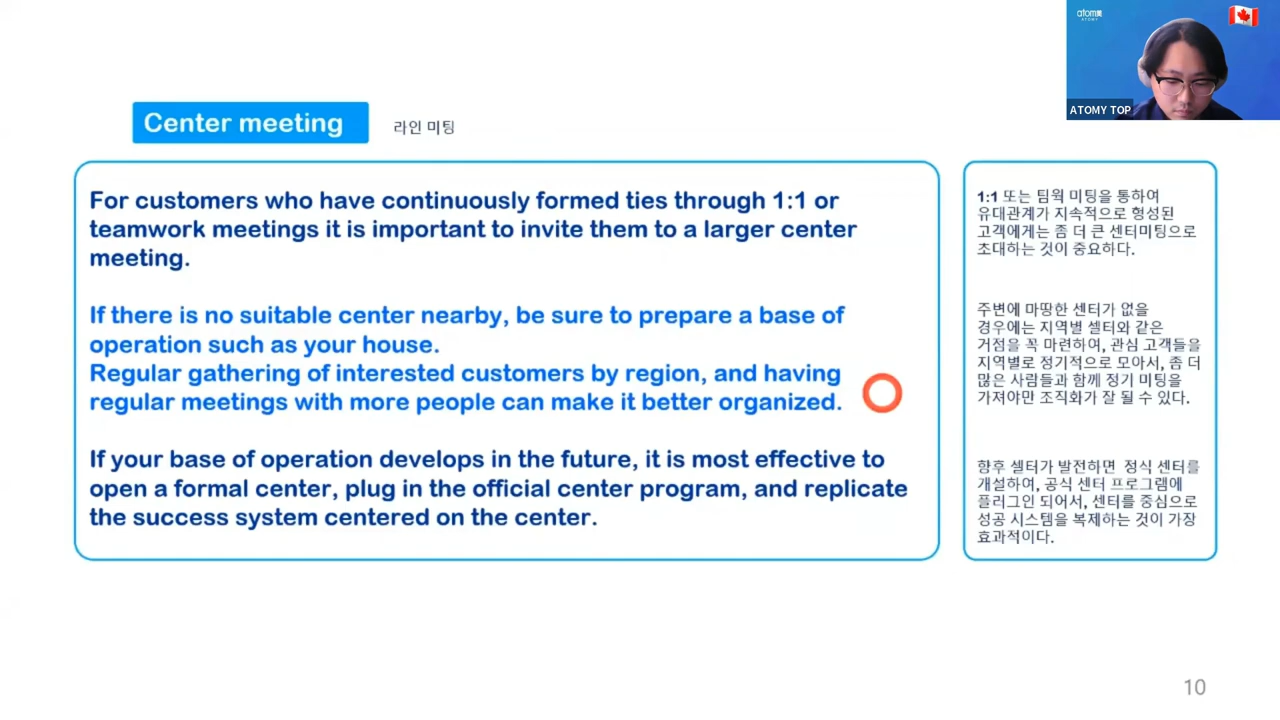 atom美
ATOMY
ATOMY TOP
Center meeting
라인 미팅
For customers who have continuously formed ties through 1:1 or
teamwork meetings it is important to invite them to a larger center
meeting.
If there is no suitable center nearby, be sure to prepare a base of
operation such as your house.
Regular gathering of interested customers by region, and having
regular meetings with more people can make it better organized.
If your base of operation develops in the future, it is most effective to
open a formal center, plug in the official center program, and replicate
the success system centered on the center.
1:1 또는 팀웍 미팅을 통하여
유대관계가 지속적으로 형성된
고객에게는 좀 더 큰 센터미팅으로
초대하는 것이 중요하다.
주변에 마땅한 센터가 없을
경우에는 지역별 셀터와 같은
거점을 꼭 마련하여, 관심 고객들을
지역별로 정기적으로 모아서, 좀 더
많은 사람들과 함께 정기 미팅을
가져야만 조직화가 잘 될 수 있다.
향후 셀터가 발전하면 정식 센터를
개설하여, 공식 센터 프로그램에
플러그인 되어서, 센터를 중심으로
성공 시스템을 복제하는 것이 가장
효과적이다.
10